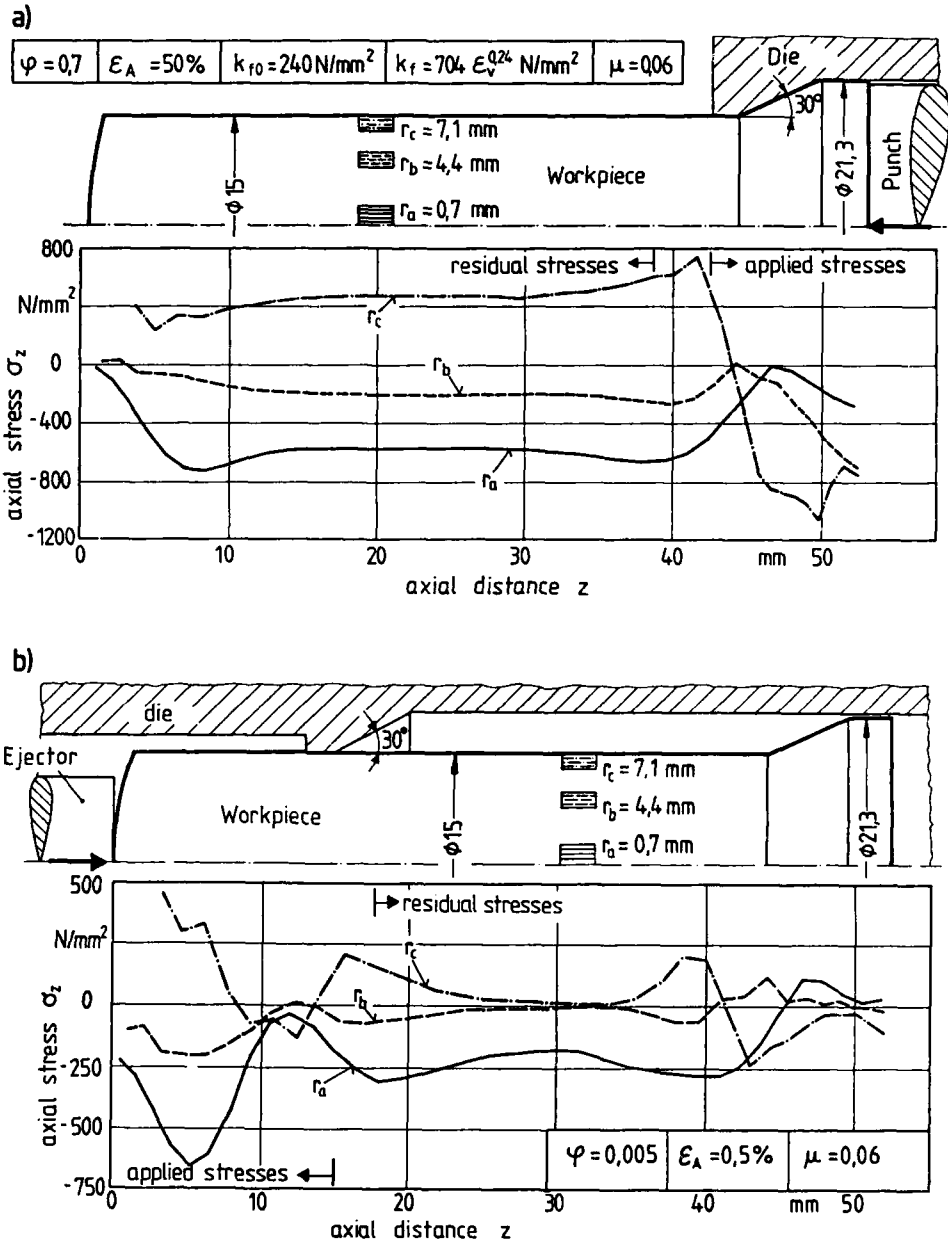 a)
φ = 0,7 ε_A = 50% k_f0 = 240 N/mm² k_f = 704 ε_v^0,24 N/mm² μ = 0,06
Die
30°
r_c = 7,1 mm
r_b = 4,4 mm
r_a = 0,7 mm
Workpiece
ϕ15
ϕ21,3
Punch
800
N/mm²
0
-400
-800
-1200
axial stress σ_z
residual stresses
applied stresses
r_c
r_b
r_a
0 10 20 30 40 mm 50
axial distance z
b)
die
30°
Ejector
Workpiece
ϕ15
r_c = 7,1 mm
r_b = 4,4 mm
r_a = 0,7 mm
ϕ21,3
500
N/mm²
0
-250
-500
-750
axial stress σ_z
residual stresses
r_c
r_b
r_a
applied stresses
φ = 0,005 ε_A = 0,5% μ = 0,06
0 10 20 30 40 mm 50
axial distance z